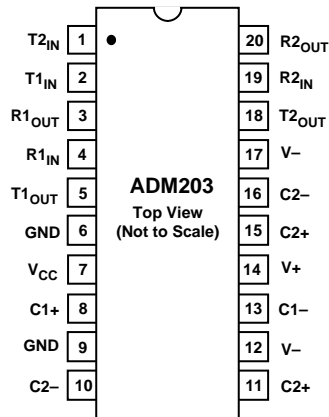 T2IN 1 20 R2OUT
T1IN 2 19 R2IN
R1OUT 3 18 T2OUT
R1IN 4 17 V–
T1OUT 5 16 C2–
GND 6 15 C2+
VCC 7 14 V+
C1+ 8 13 C1–
GND 9 12 V–
C2– 10 11 C2+
ADM203
Top View
(Not to Scale)